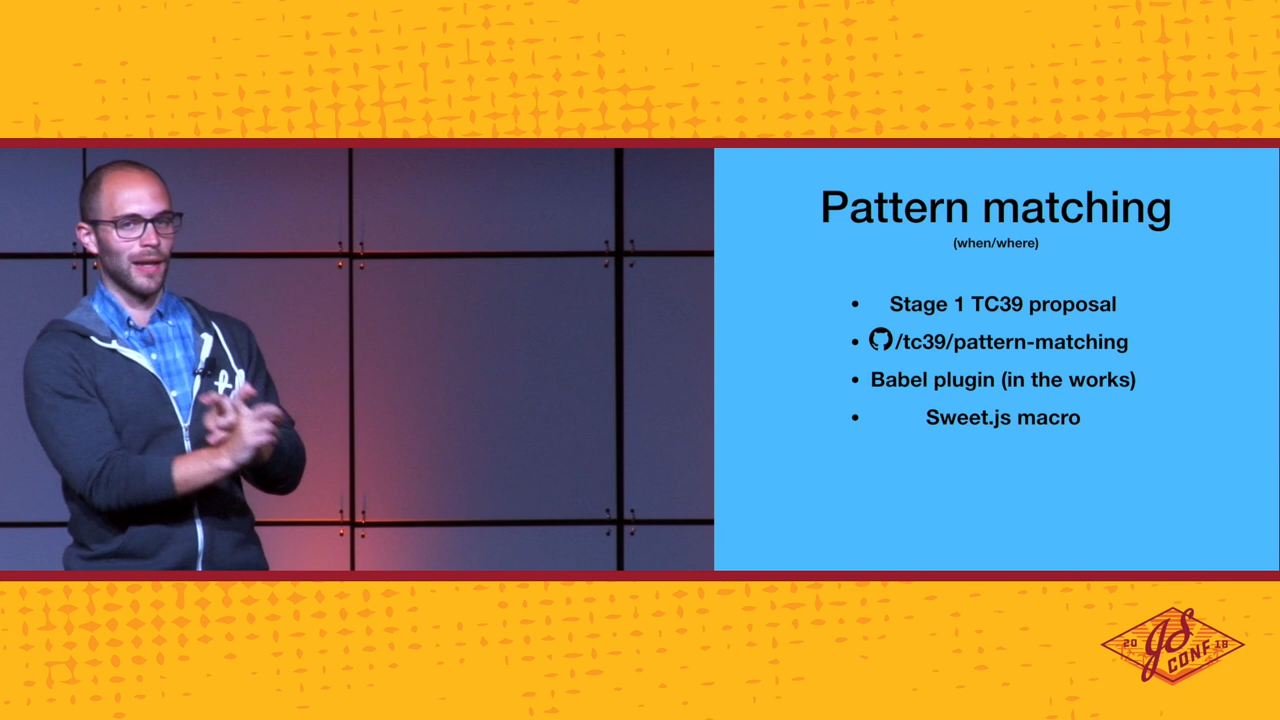 Pattern matching
(when/where)
• Stage 1 TC39 proposal
• /tc39/pattern-matching
• Babel plugin (in the works)
• Sweet.js macro
20 JS 18
CONF